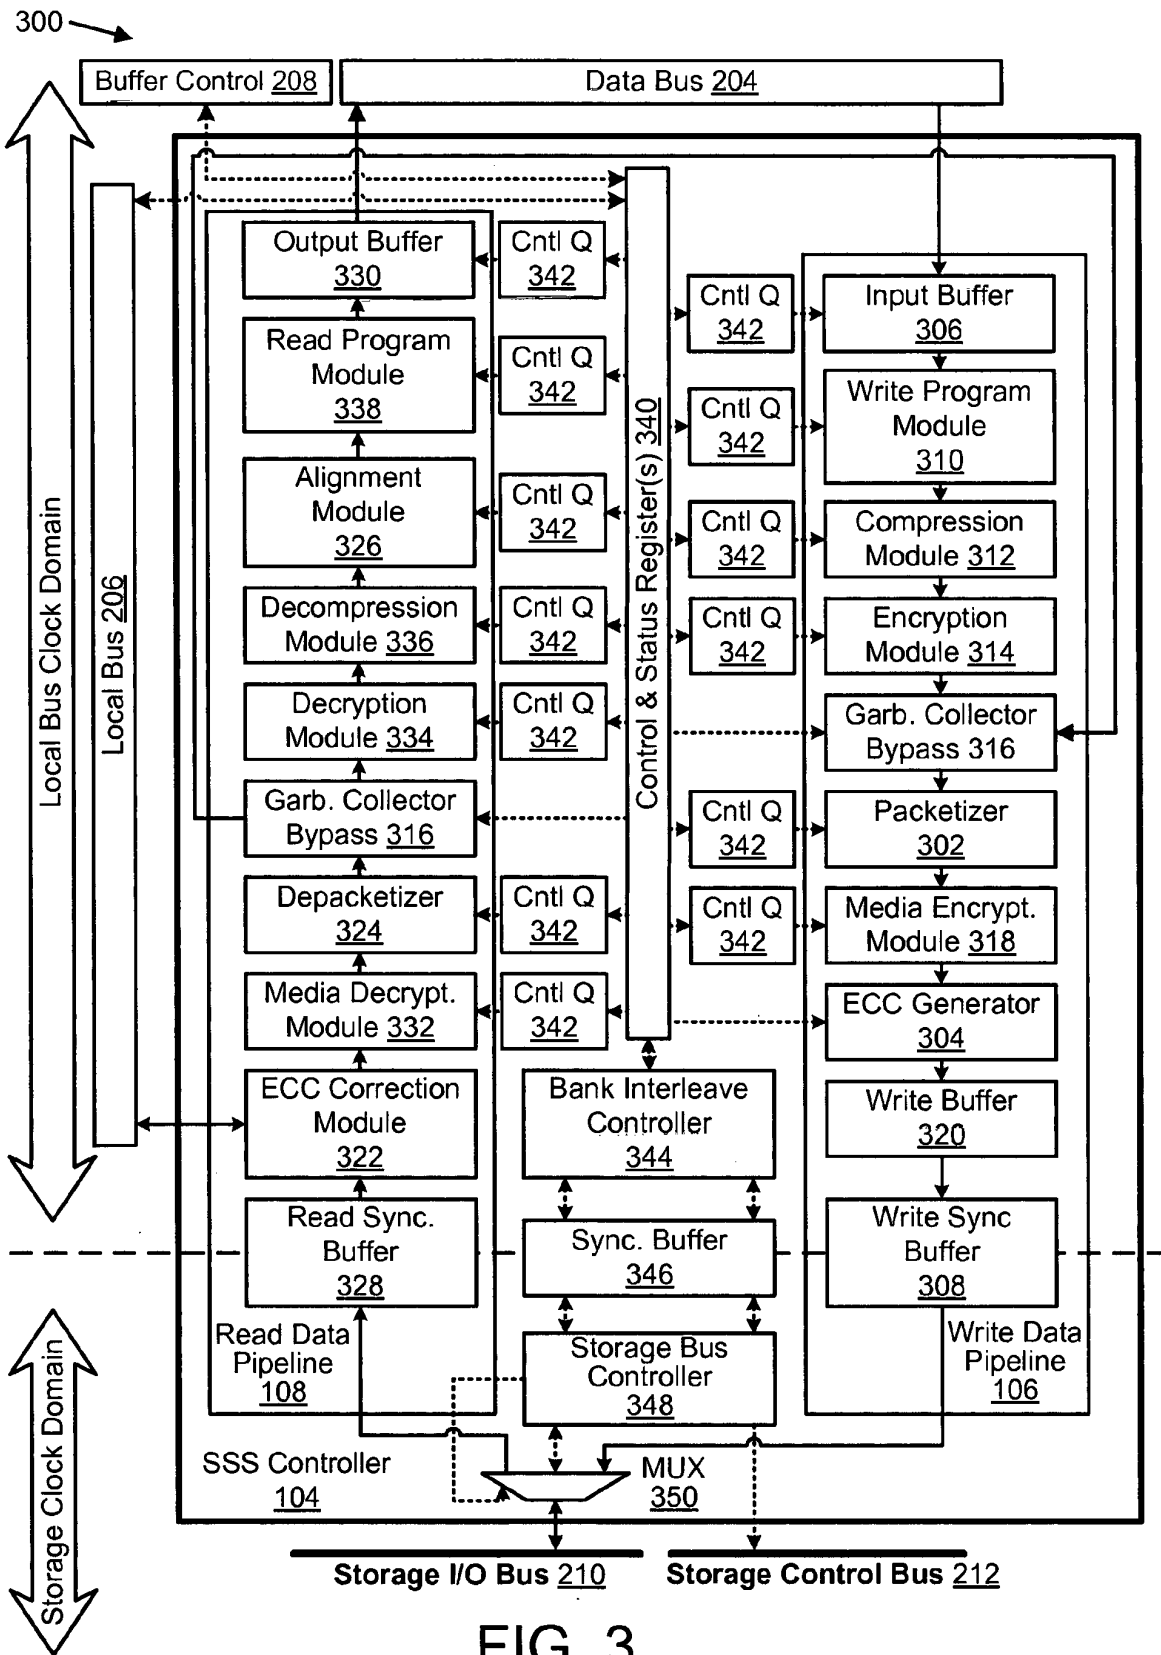 300
Buffer Control 208
Data Bus 204
Local Bus Clock Domain
Local Bus 206
Output Buffer
330
Read Program
Module
338
Alignment
Module
326
Decompression
Module 336
Decryption
Module 334
Garb. Collector
Bypass 316
Depacketizer
324
Media Decrypt.
Module 332
ECC Correction
Module
322
Read Sync.
Buffer
328
Read Data
Pipeline
108
Cntl Q
342
Cntl Q
342
Cntl Q
342
Cntl Q
342
Cntl Q
342
Cntl Q
342
Cntl Q
342
Control & Status Register(s) 340
Bank Interleave
Controller
344
Sync. Buffer
346
Storage Bus
Controller
348
Cntl Q
342
Cntl Q
342
Cntl Q
342
Cntl Q
342
Cntl Q
342
Cntl Q
342
Input Buffer
306
Write Program
Module
310
Compression
Module 312
Encryption
Module 314
Garb. Collector
Bypass 316
Packetizer
302
Media Encrypt.
Module 318
ECC Generator
304
Write Buffer
320
Write Sync
Buffer
308
Write Data
Pipeline
106
Storage Clock Domain
SSS Controller
104
MUX
350
Storage I/O Bus 210
Storage Control Bus 212
FIG. 3